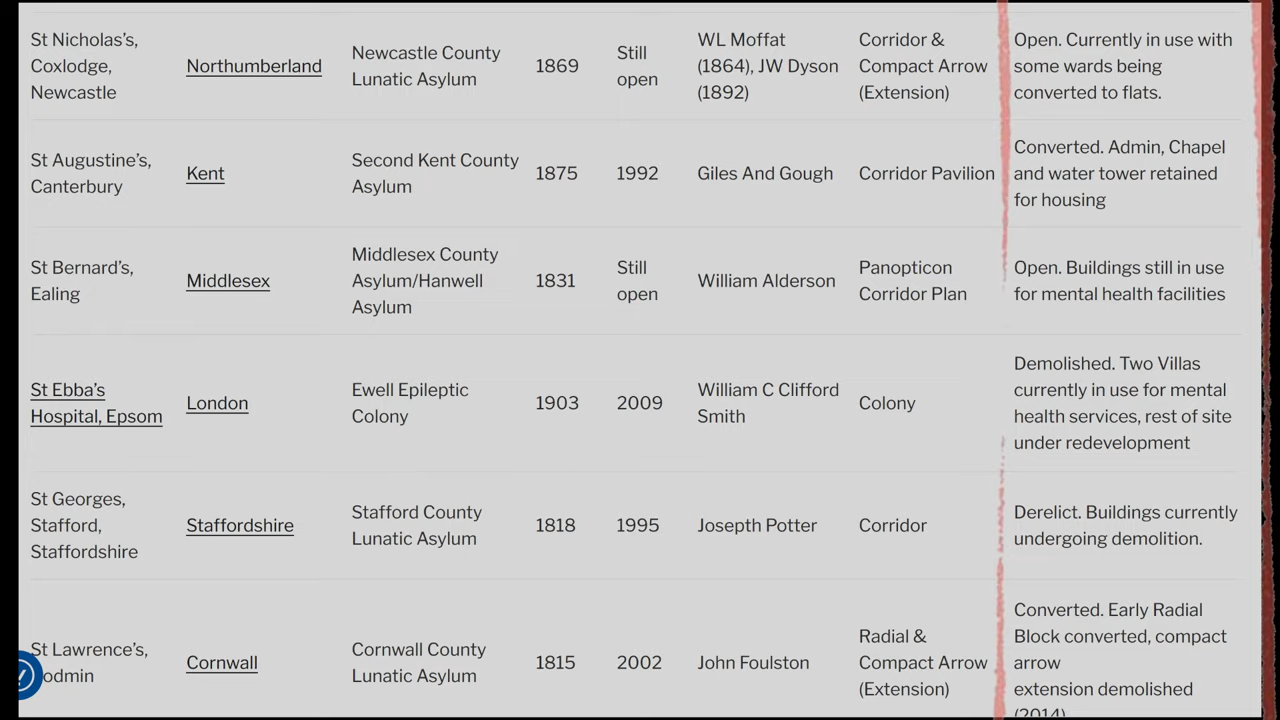 St Nicholas's,
Coxlodge,
Newcastle
Northumberland
Newcastle County
Lunatic Asylum
1869
Still
open
WL Moffat
(1864), JW Dyson
(1892)
Corridor &
Compact Arrow
(Extension)
Open. Currently in use with
some wards being
converted to flats.
St Augustine's,
Canterbury
Kent
Second Kent County
Asylum
1875
1992
Giles And Gough
Corridor Pavilion
Converted. Admin, Chapel
and water tower retained
for housing
St Bernard's,
Ealing
Middlesex
Middlesex County
Asylum/Hanwell
Asylum
1831
Still
open
William Alderson
Panopticon
Corridor Plan
Open. Buildings still in use
for mental health facilities
St Ebba's
Hospital, Epsom
London
Ewell Epileptic
Colony
1903
2009
William C Clifford
Smith
Colony
Demolished. Two Villas
currently in use for mental
health services, rest of site
under redevelopment
St Georges,
Stafford,
Staffordshire
Staffordshire
Stafford County
Lunatic Asylum
1818
1995
Josepth Potter
Corridor
Derelict. Buildings currently
undergoing demolition.
St Lawrence's,
odmin
Cornwall
Cornwall County
Lunatic Asylum
1815
2002
John Foulston
Radial &
Compact Arrow
(Extension)
Converted. Early Radial
Block converted, compact
arrow
extension demolished
(2014)